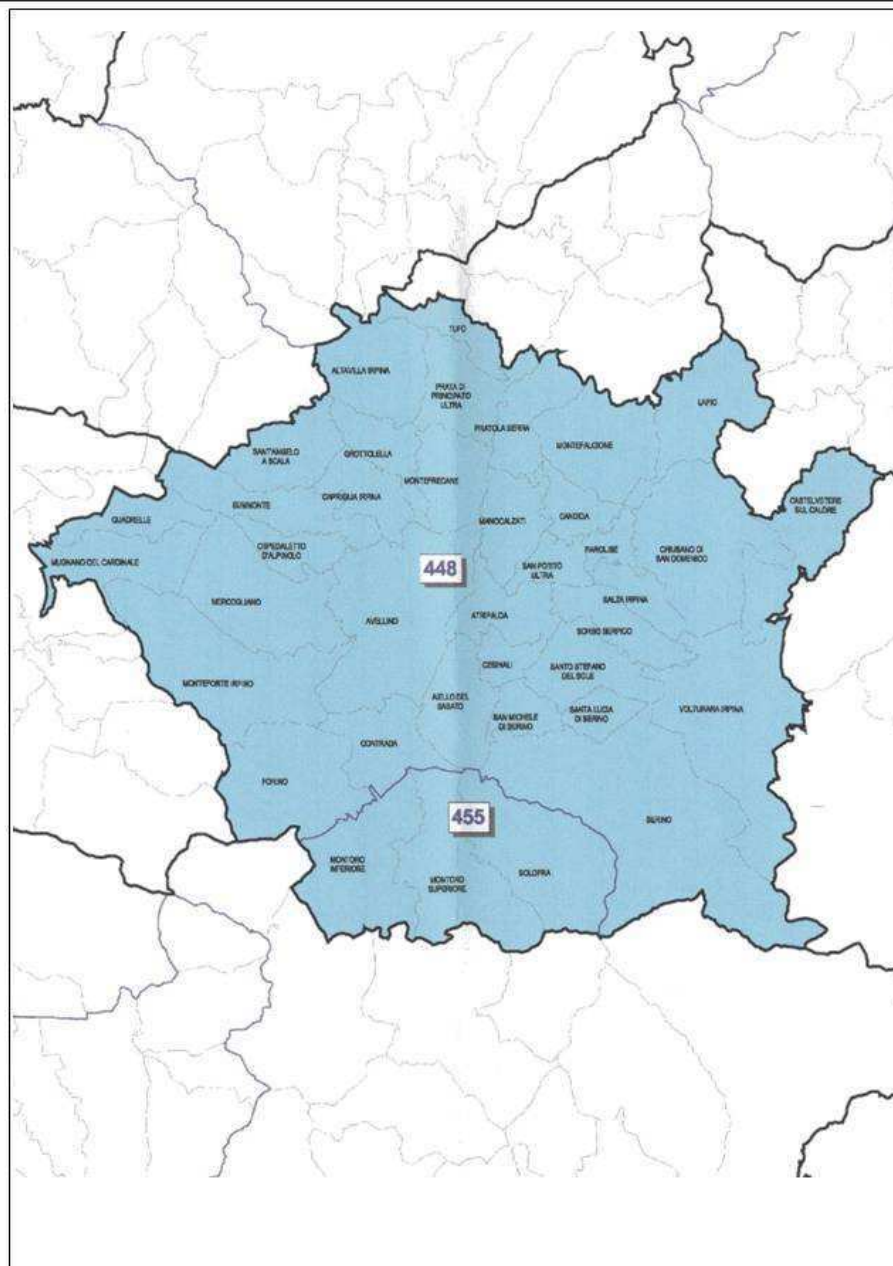 TUFO
ALTAVILLA IRPINA
PRATA DI
PRINCIPATO
ULTRA
LAPIO
PRATOLA SERRA
MONTEFALCIONE
SANT'ANGELO
A SCALA
GROTTOLELLA
MONTEFREDANE
CAPRIGLIA IRPINA
SUMMONTE
CASTELVETERE
SUL CALORE
QUADRELLE
MANOCALZATI
CANDIDA
OSPEDALETTO
D'ALPINOLO
PAROLISE
CHIUSANO DI
SAN DOMENICO
MUGNANO DEL CARDINALE
448
SAN POTITO
ULTRA
MERCOGLIANO
SALZA IRPINA
AVELLINO
ATRIPALDA
SORBO SERPICO
CESINALI
SANTO STEFANO
DEL SOLE
MONTEFORTE IRPINO
AIELLO DEL
SABATO
SAN MICHELE
DI SERINO
SANTA LUCIA
DI SERINO
VOLTURARA IRPINA
CONTRADA
FORINO
455
SERINO
MONTORO
INFERIORE
MONTORO
SUPERIORE
SOLOFRA